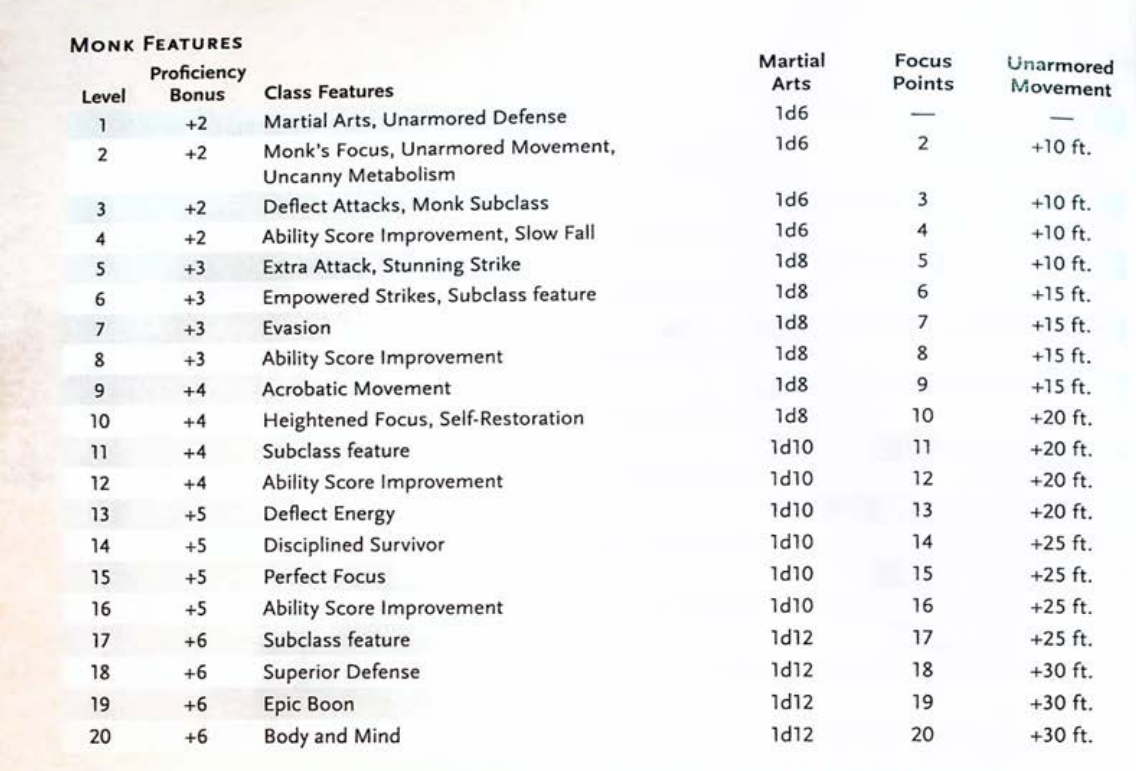 MONK FEATURES
Level Proficiency Bonus Class Features Martial Arts Focus Points Unarmored Movement
1 +2 Martial Arts, Unarmored Defense 1d6 — —
2 +2 Monk's Focus, Unarmored Movement, 1d6 2 +10 ft.
Uncanny Metabolism
3 +2 Deflect Attacks, Monk Subclass 1d6 3 +10 ft.
4 +2 Ability Score Improvement, Slow Fall 1d6 4 +10 ft.
5 +3 Extra Attack, Stunning Strike 1d8 5 +10 ft.
6 +3 Empowered Strikes, Subclass feature 1d8 6 +15 ft.
7 +3 Evasion 1d8 7 +15 ft.
8 +3 Ability Score Improvement 1d8 8 +15 ft.
9 +4 Acrobatic Movement 1d8 9 +15 ft.
10 +4 Heightened Focus, Self-Restoration 1d8 10 +20 ft.
11 +4 Subclass feature 1d10 11 +20 ft.
12 +4 Ability Score Improvement 1d10 12 +20 ft.
13 +5 Deflect Energy 1d10 13 +20 ft.
14 +5 Disciplined Survivor 1d10 14 +25 ft.
15 +5 Perfect Focus 1d10 15 +25 ft.
16 +5 Ability Score Improvement 1d10 16 +25 ft.
17 +6 Subclass feature 1d12 17 +25 ft.
18 +6 Superior Defense 1d12 18 +30 ft.
19 +6 Epic Boon 1d12 19 +30 ft.
20 +6 Body and Mind 1d12 20 +30 ft.